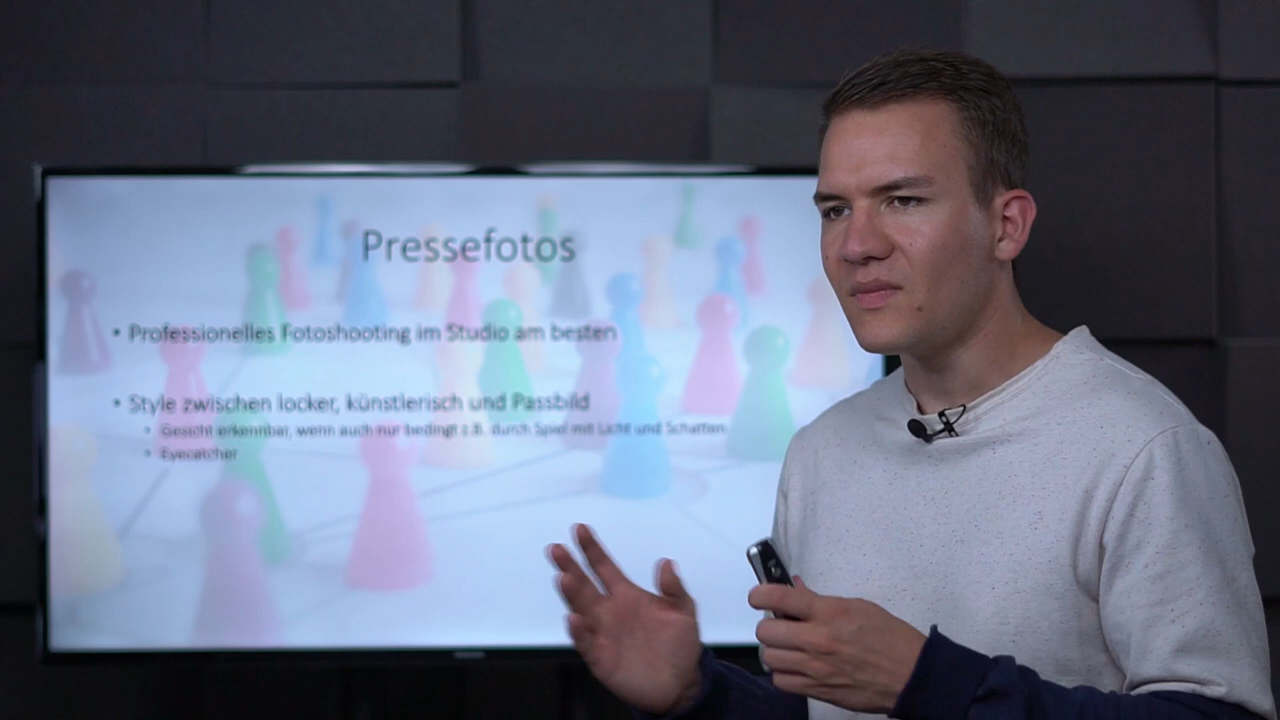 Pressefotos
• Professionelles Fotoshooting im Studio am besten
• Style zwischen locker, künstlerisch und Passbild
• Gesicht erkennbar, wenn auch nur bedingt z.B. durch Spiel mit Licht und Schatten
• Eyecatcher